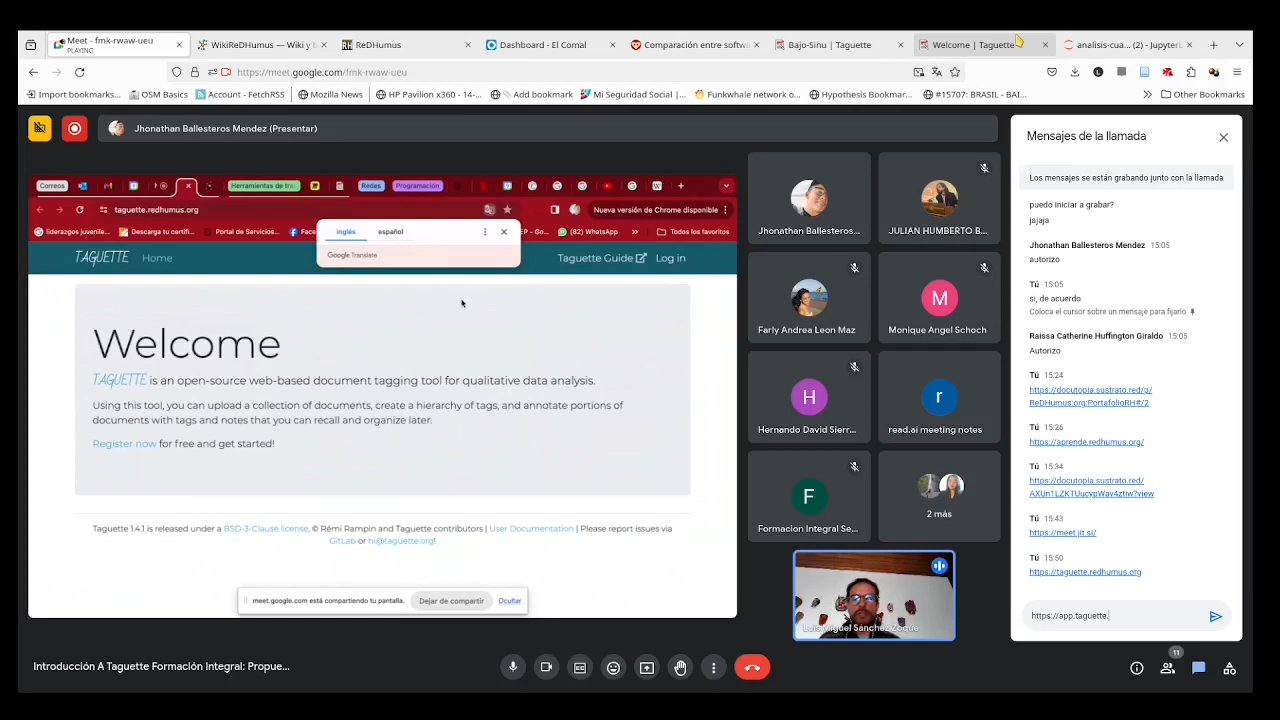 Meet - fmk-rwaw-ueu
PLAYING
WikiReDHumus — Wiki y b
ReDHumus
Dashboard - El Comal
Comparación entre softw
Bajo-Sinu | Taguette
Welcome | Taguette
analisis-cua... (2) - Jupyter
https://meet.google.com/fmk-rwaw-ueu
Import bookmarks...
OSM Basics
Account - FetchRSS
Mozilla News
HP Pavilion x360 - 14-...
Add bookmark
Mi Seguridad Social |...
Funkwhale network o...
Hypothesis Bookmar...
#15707: BRASIL - BAI...
Other Bookmarks
Jhonathan Ballesteros Mendez (Presentar)
Correos
Herramientas de tra
Redes
Programación
taguette.redhumus.org
Nueva versión de Chrome disponible
liderazgos juvenile...
Descarga tu certifi...
Portal de Servicios...
Face
EP - Go...
(82) WhatsApp
Todos los favoritos
inglés
español
Google Translate
TAGUETTE
Home
Taguette Guide
Log in
Welcome
TAGUETTE is an open-source web-based document tagging tool for qualitative data analysis.
Using this tool, you can upload a collection of documents, create a hierarchy of tags, and annotate portions of
documents with tags and notes that you can recall and organize later.
Register now for free and get started!
Taguette 1.4.1 is released under a BSD-3-Clause license, © Rémi Rampin and Taguette contributors | User Documentation | Please report issues via
GitLab or hi@taguette.org!
meet.google.com está compartiendo tu pantalla.
Dejar de compartir
Ocultar
Jhonathan Ballesteros...
JULIAN HUMBERTO B...
Farly Andrea Leon Maz
M
Monique Angel Schoch
H
Hernando David Sierr...
r
read.ai meeting notes
F
Formacion Integral Se...
2 más
Luis Miguel Sánchez Zoque
Mensajes de la llamada
Los mensajes se están grabando junto con la llamada
puedo iniciar a grabar?
jajaja
Jhonathan Ballesteros Mendez 15:05
autorizo
Tú 15:05
si, de acuerdo
Coloca el cursor sobre un mensaje para fijarlo
Raissa Catherine Huffington Giraldo 15:05
Autorizo
Tú 15:24
https://docutopia.sustrato.red/p/
ReDHumus:org:PortafolioRH#/2
Tú 15:26
https://aprende.redhumus.org/
Tú 15:34
https://docutopia.sustrato.red/
AXUn1LZKTUucypWav4ztiw?view
Tú 15:43
https://meet.jit.si/
Tú 15:50
https://taguette.redhumus.org
https://app.taguette.
Introducción A Taguette Formación Integral: Propue...
11